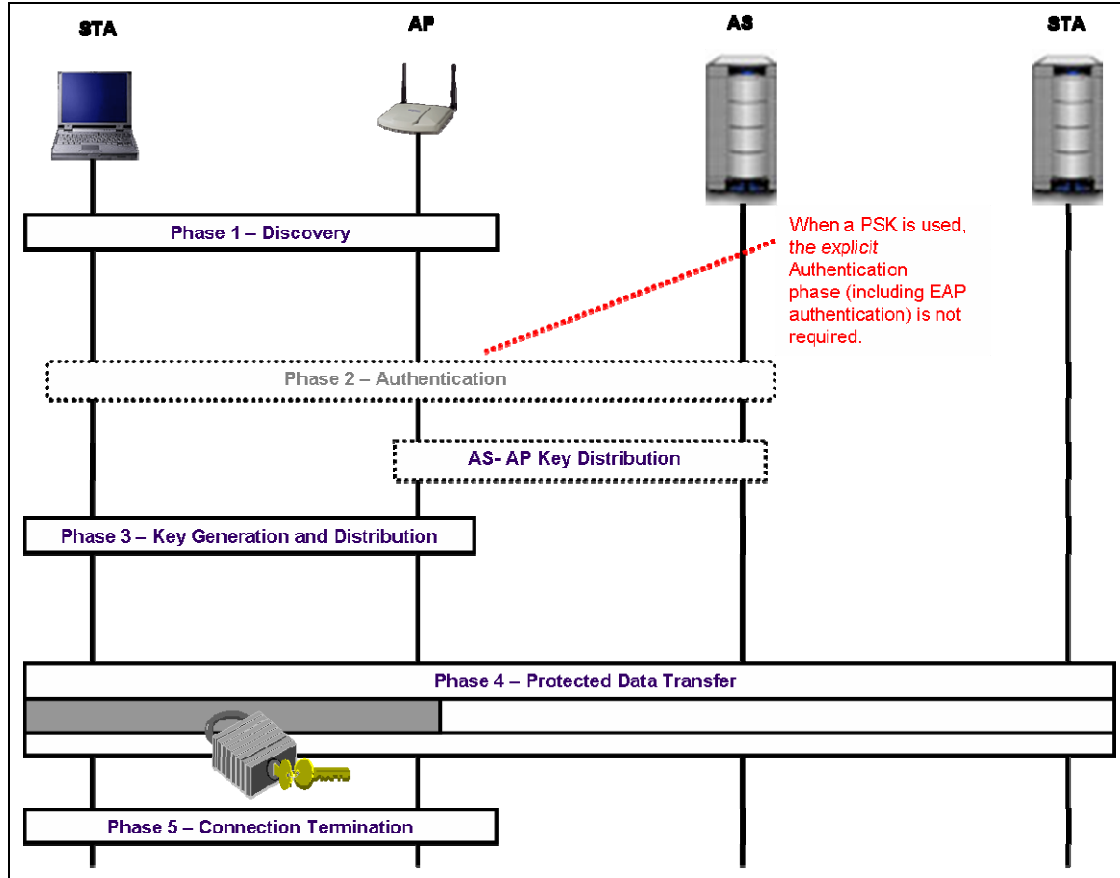 STA
AP
AS
STA
Phase 1 – Discovery
When a PSK is used,
the explicit
Authentication
phase (including EAP
authentication) is not
required.
Phase 2 – Authentication
AS- AP Key Distribution
Phase 3 – Key Generation and Distribution
Phase 4 – Protected Data Transfer
Phase 5 – Connection Termination